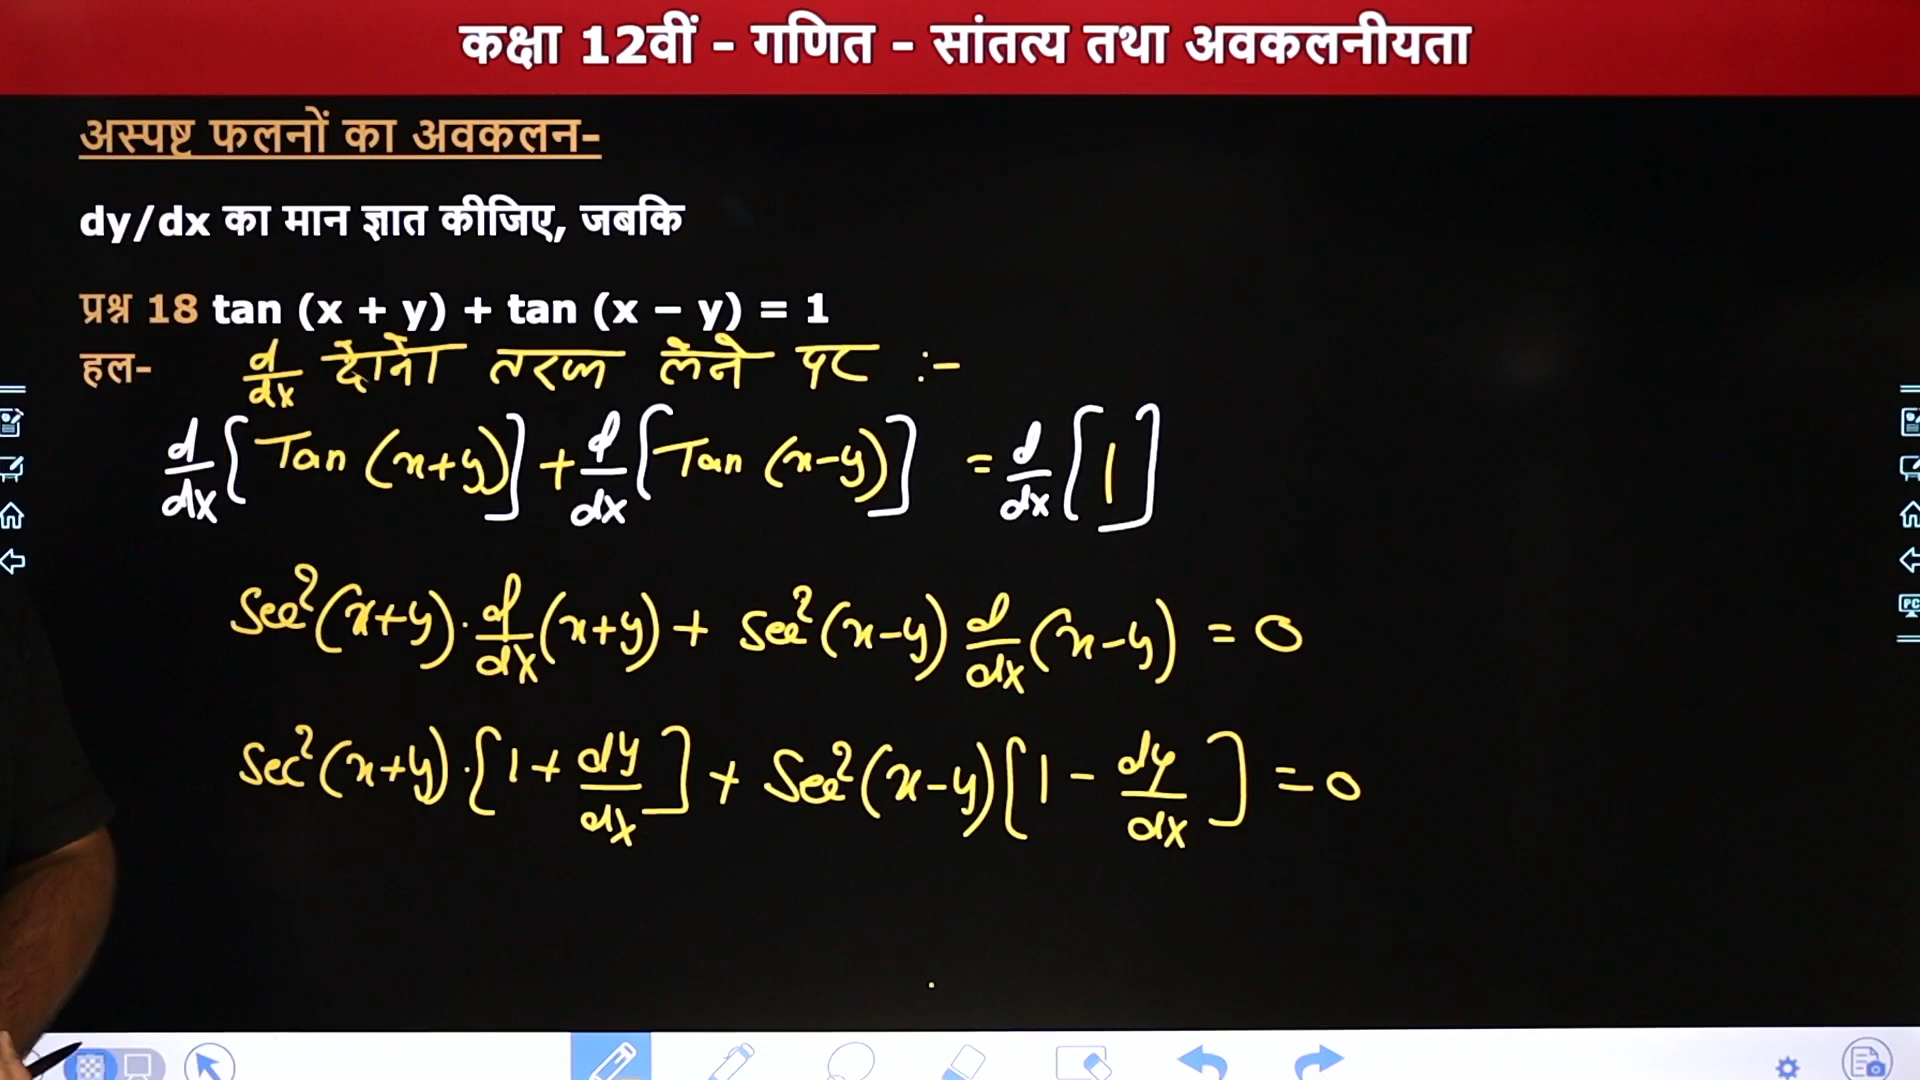 कक्षा 12वीं - गणित - सांतत्य तथा अवकलनीयता
अस्पष्ट फलनों का अवकलन-
dy/dx का मान ज्ञात कीजिए, जबकि
प्रश्न 18 tan (x + y) + tan (x − y) = 1
हल- d/dx दोनों तरफ लेने पर :-
d/dx [Tan (x+y)] + d/dx [Tan (x-y)] = d/dx [1]
Sec²(x+y)·d/dx(x+y) + Sec²(x-y) d/dx(x-y) = 0
Sec²(x+y)·[1 + dy/dx] + Sec²(x-y)[1 - dy/dx] = 0
PC